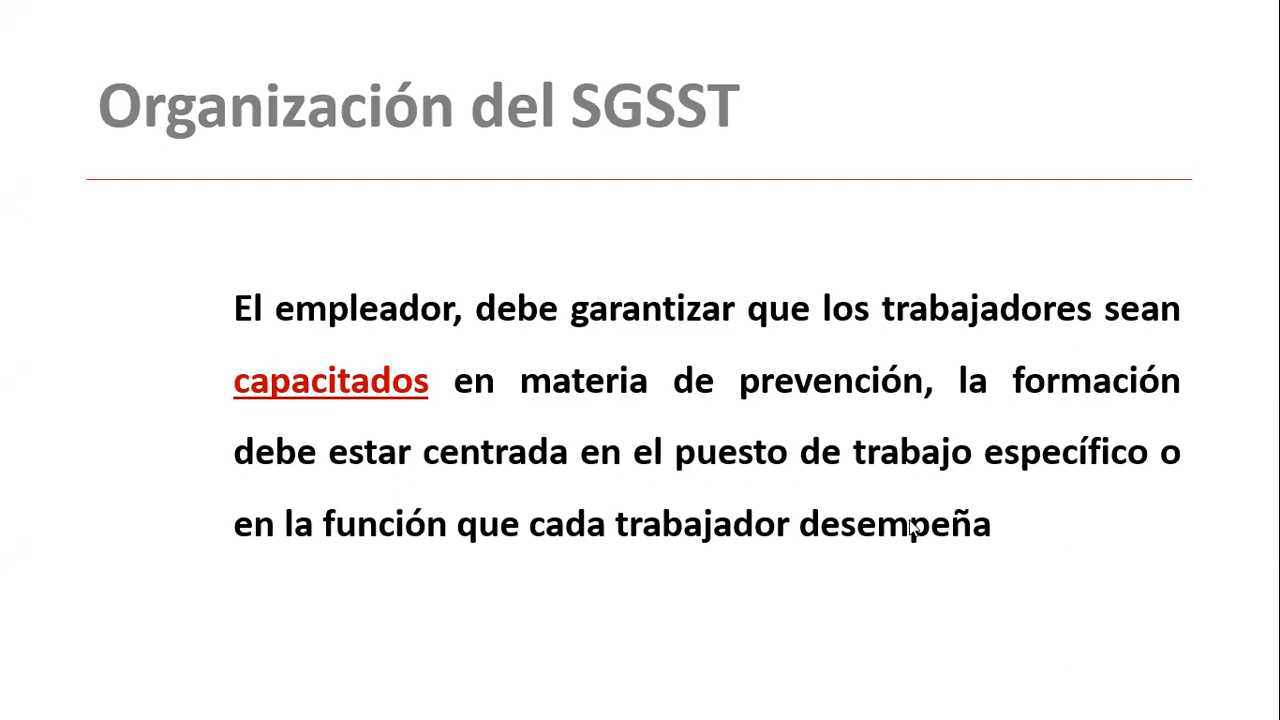 Organización del SGSST
El empleador, debe garantizar que los trabajadores sean
capacitados en materia de prevención, la formación
debe estar centrada en el puesto de trabajo específico o
en la función que cada trabajador desempeña